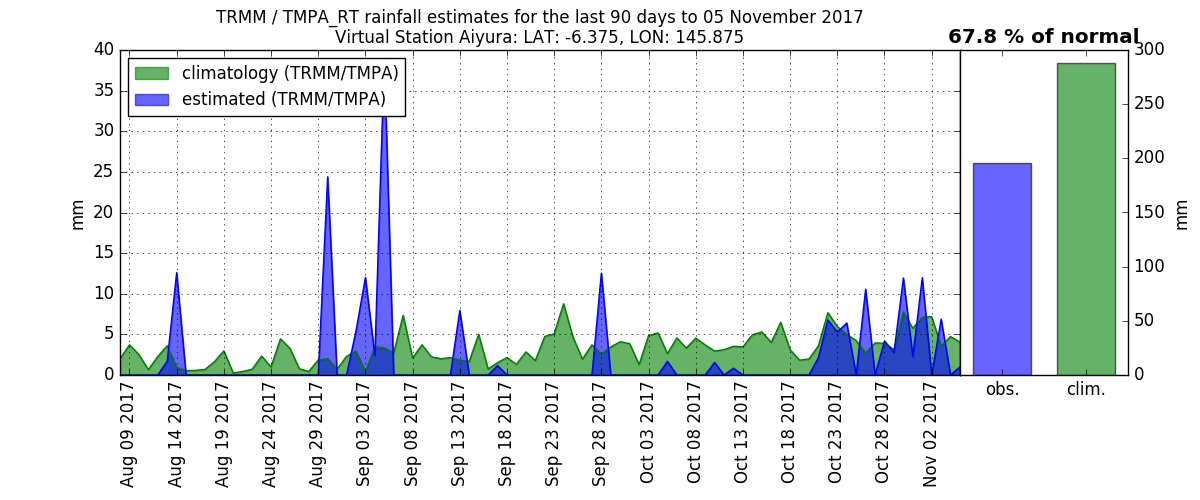 TRMM / TMPA_RT rainfall estimates for the last 90 days to 05 November 2017
Virtual Station Aiyura: LAT: -6.375, LON: 145.875
67.8 % of normal
climatology (TRMM/TMPA)
estimated (TRMM/TMPA)
mm
40
35
30
25
20
15
10
5
0
Aug 09 2017
Aug 14 2017
Aug 19 2017
Aug 24 2017
Aug 29 2017
Sep 03 2017
Sep 08 2017
Sep 13 2017
Sep 18 2017
Sep 23 2017
Sep 28 2017
Oct 03 2017
Oct 08 2017
Oct 13 2017
Oct 18 2017
Oct 23 2017
Oct 28 2017
Nov 02 2017
obs.
clim.
300
250
200
150
100
50
0
mm